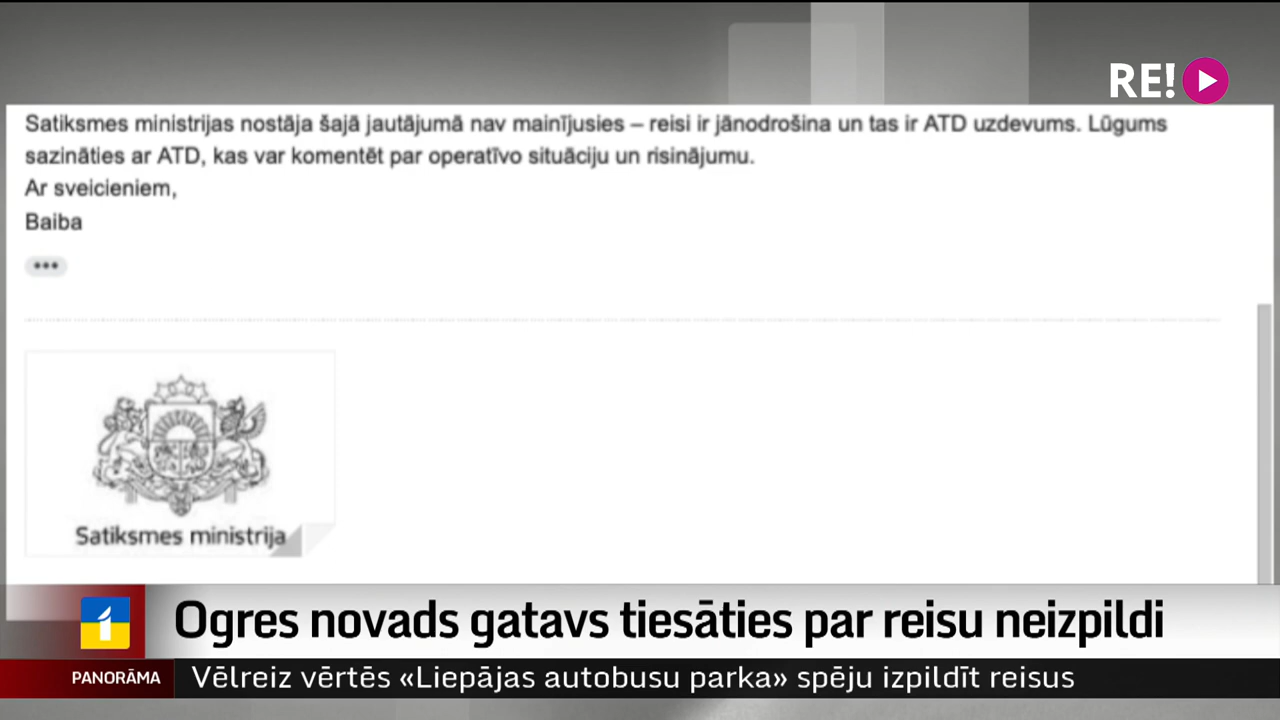 RE!
Satiksmes ministrijas nostāja šajā jautājumā nav mainījusies – reisi ir jānodrošina un tas ir ATD uzdevums. Lūgums
sazināties ar ATD, kas var komentēt par operatīvo situāciju un risinājumu.
Ar sveicieniem,
Baiba
•••
Satiksmes ministrija
1
Ogres novads gatavs tiesāties par reisu neizpildi
PANORĀMA
Vēlreiz vērtēs «Liepājas autobusu parka» spēju izpildīt reisus